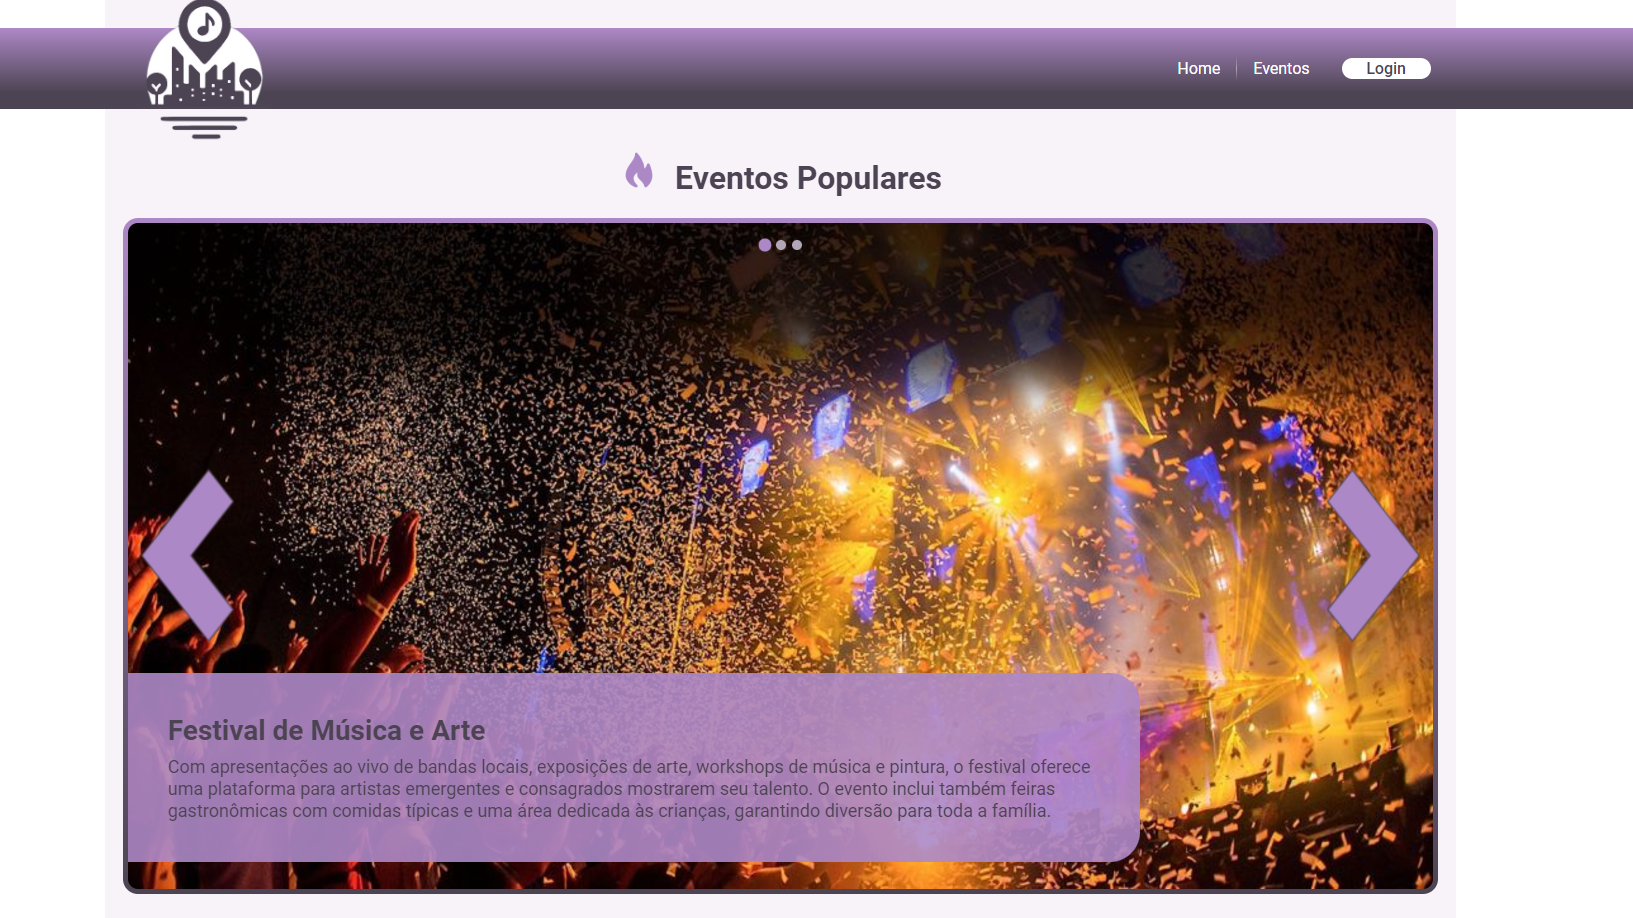 Home
Eventos
Login
Eventos Populares
Festival de Música e Arte
Com apresentações ao vivo de bandas locais, exposições de arte, workshops de música e pintura, o festival oferece
uma plataforma para artistas emergentes e consagrados mostrarem seu talento. O evento inclui também feiras
gastronômicas com comidas típicas e uma área dedicada às crianças, garantindo diversão para toda a família.